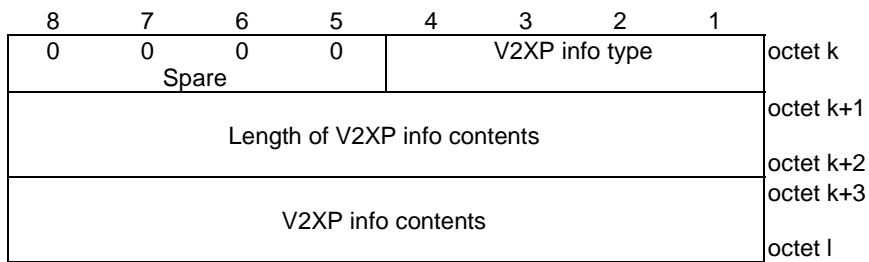 8 7 6 5 4 3 2 1
0 0 0 0 V2XP info type octet k
Spare
octet k+1
Length of V2XP info contents
octet k+2
octet k+3
V2XP info contents
octet l